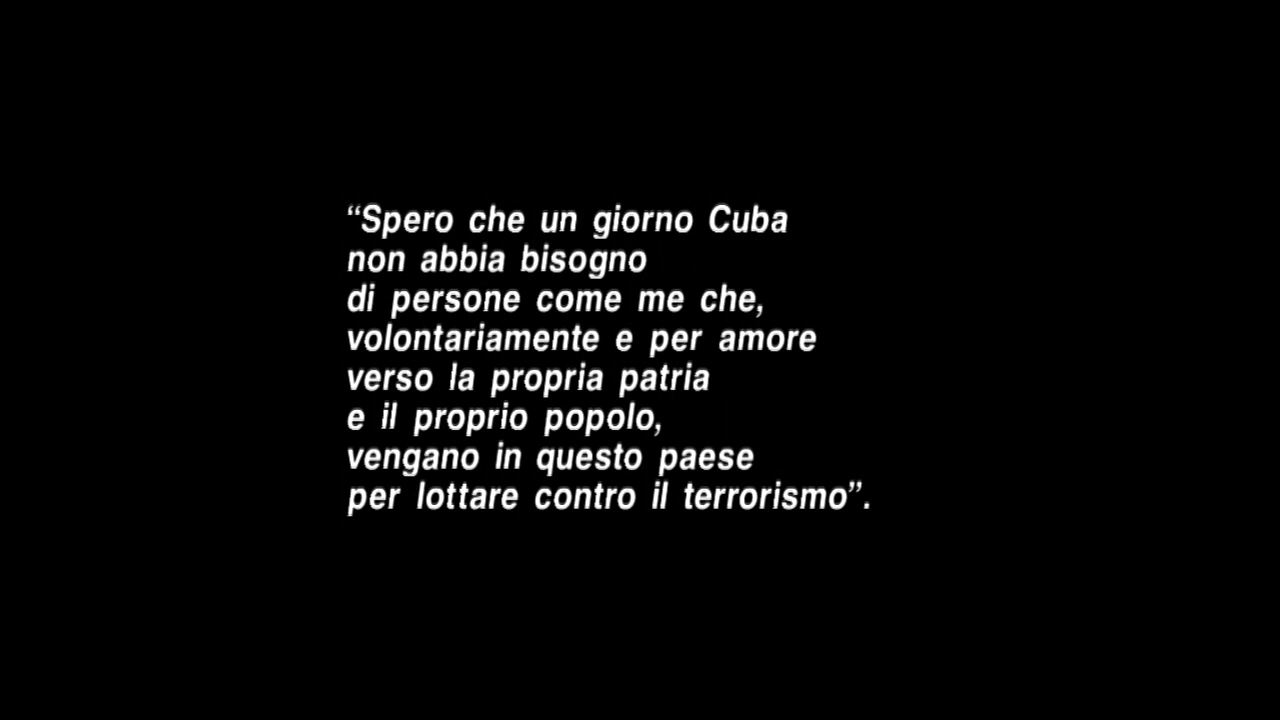 “Spero che un giorno Cuba
non abbia bisogno
di persone come me che,
volontariamente e per amore
verso la propria patria
e il proprio popolo,
vengano in questo paese
per lottare contro il terrorismo”.